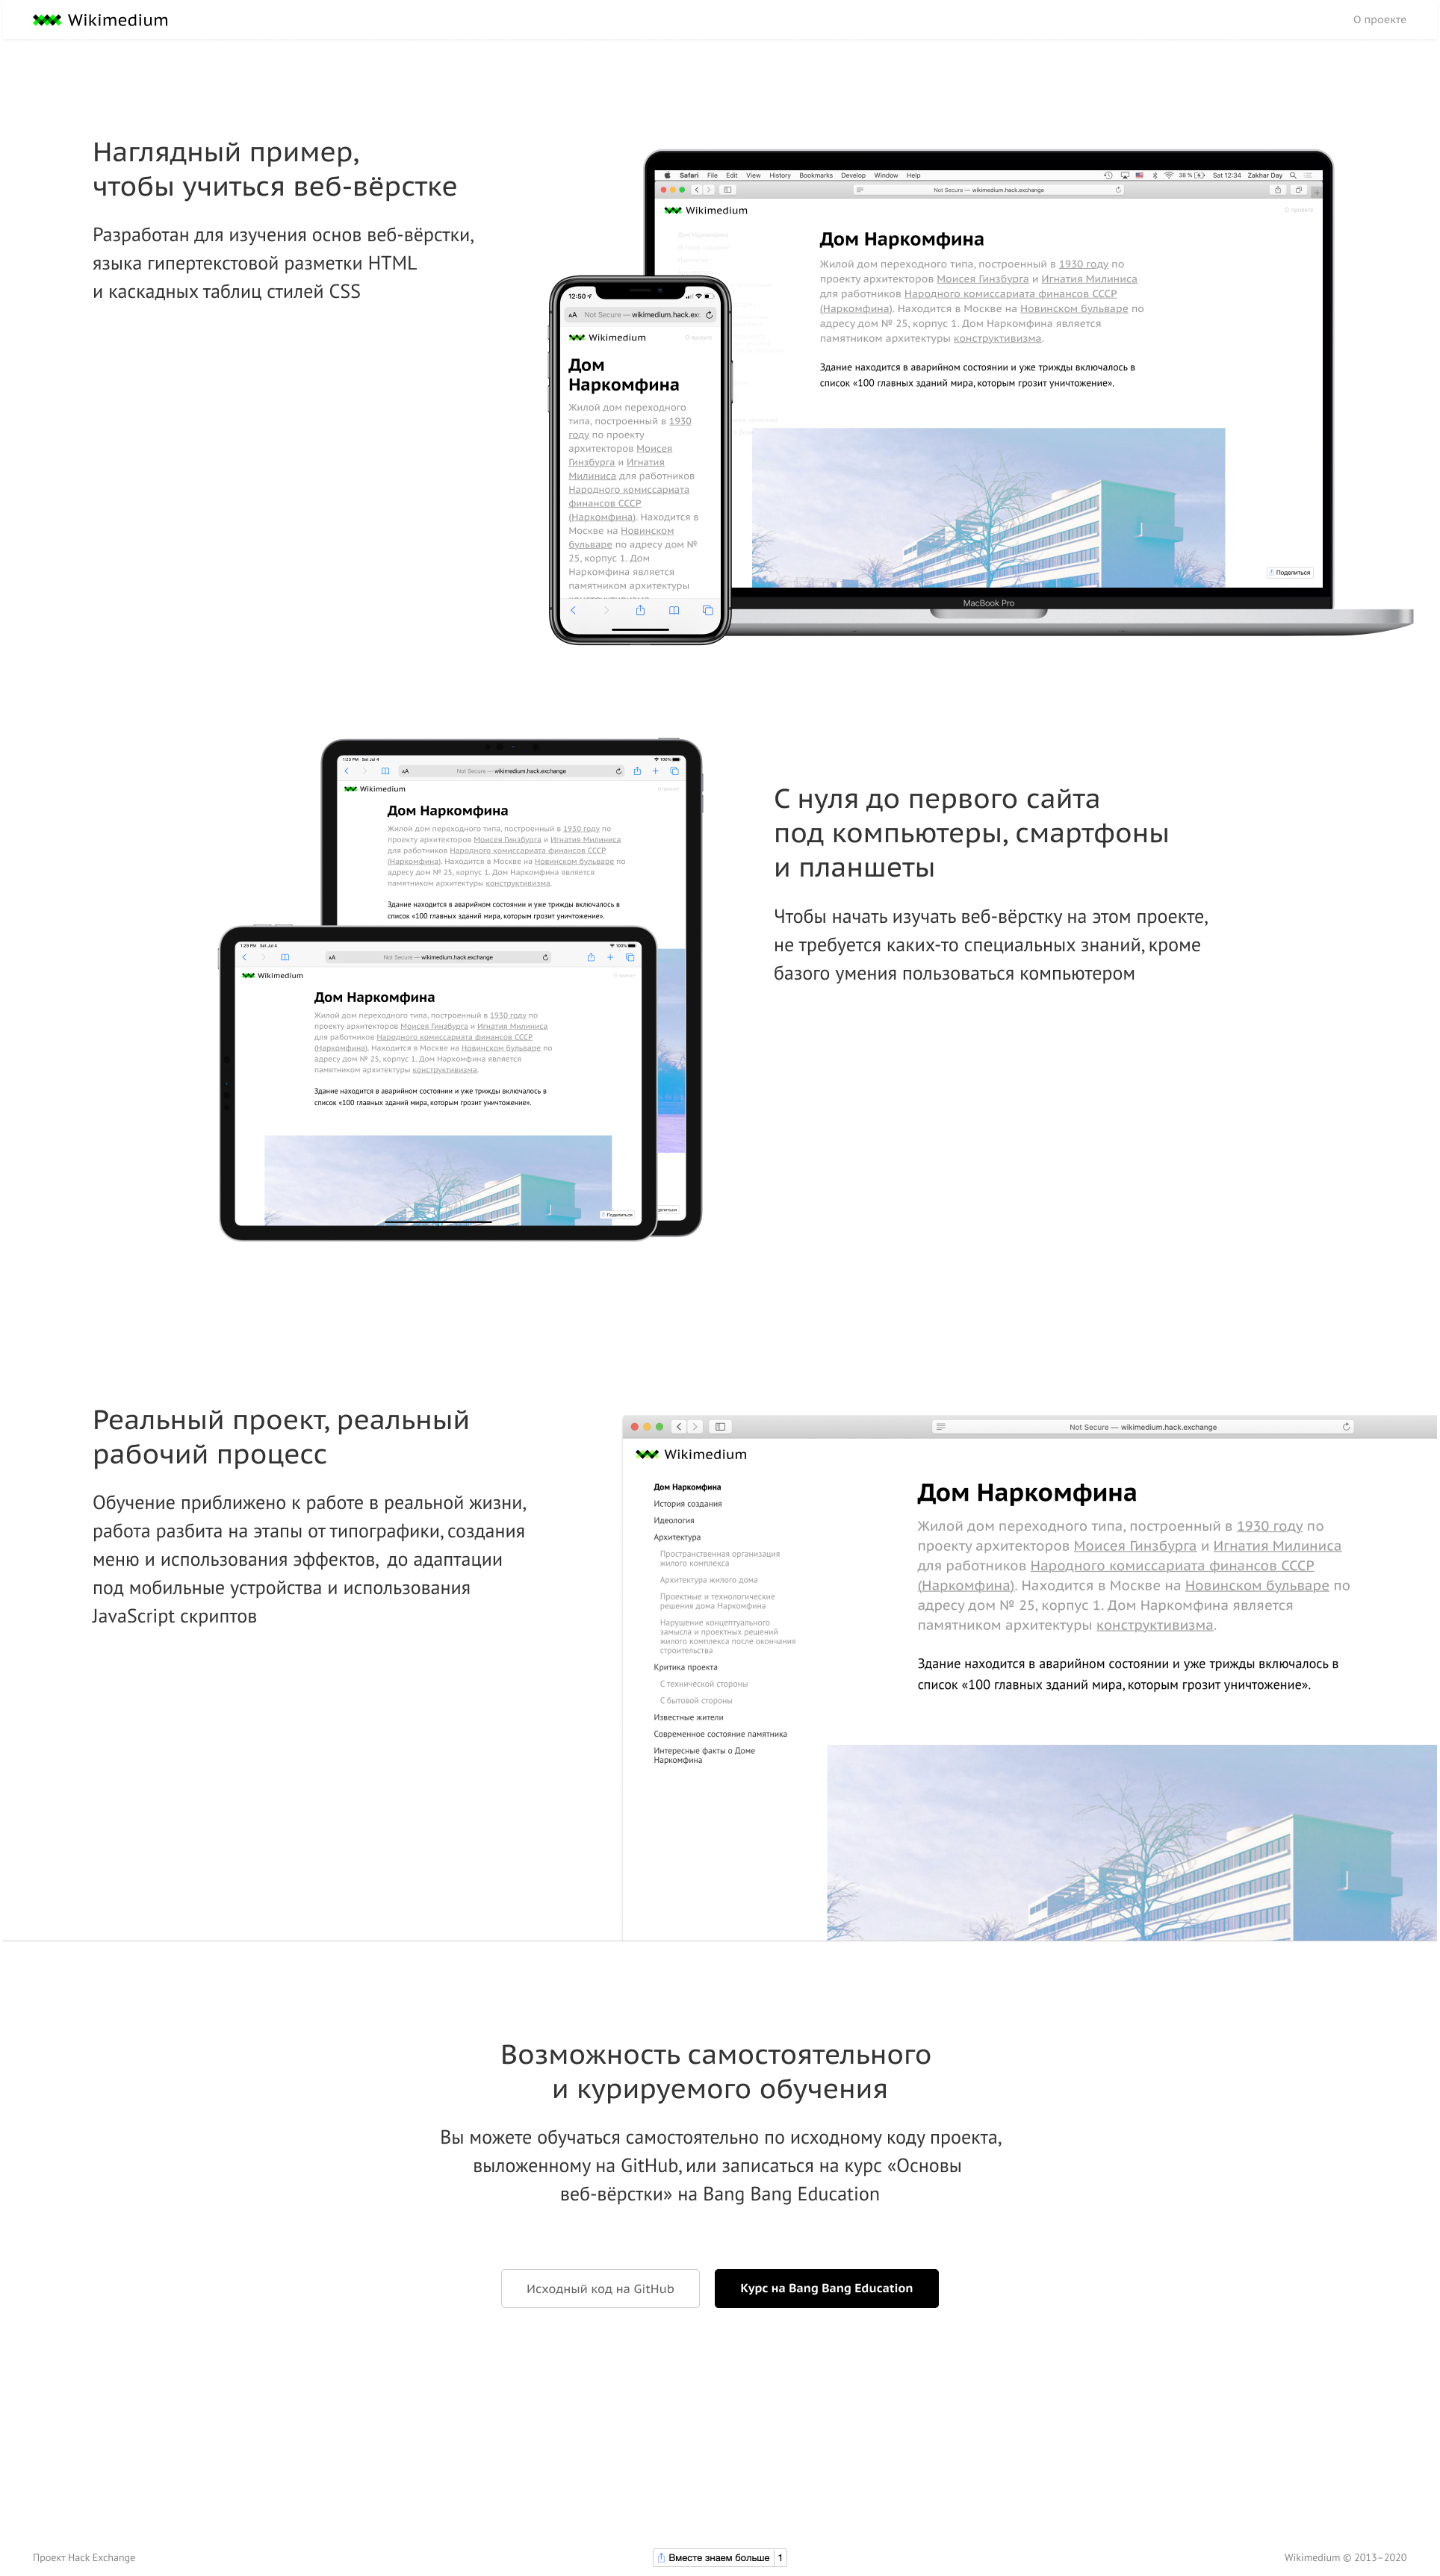 Wikimedium
О проекте
Наглядный пример,
чтобы учиться веб-вёрстке
Разработан для изучения основ веб-вёрстки,
языка гипертекстовой разметки HTML
и каскадных таблиц стилей CSS
Safari File Edit View History Bookmarks Develop Window Help
38 % Sat 12:34 Zakhar Day
Not Secure — wikimedium.hack.exchange
Wikimedium
О проекте
Дом Наркомфина
Жилой дом переходного типа, построенный в 1930 году по
проекту архитекторов Моисея Гинзбурга и Игнатия Милиниса
для работников Народного комиссариата финансов СССР
(Наркомфина). Находится в Москве на Новинском бульваре по
адресу дом № 25, корпус 1. Дом Наркомфина является
памятником архитектуры конструктивизма.
Здание находится в аварийном состоянии и уже трижды включалось в
список «100 главных зданий мира, которым грозит уничтожение».
Поделиться
MacBook Pro
12:50
AA Not Secure — wikimedium.hack.exc
Wikimedium
О проекте
Дом
Наркомфина
Жилой дом переходного
типа, построенный в 1930
году по проекту
архитекторов Моисея
Гинзбурга и Игнатия
Милиниса для работников
Народного комиссариата
финансов СССР
(Наркомфина). Находится в
Москве на Новинском
бульваре по адресу дом №
25, корпус 1. Дом
Наркомфина является
памятником архитектуры
1:23 PM Sat Jul 4
100%
AA Not Secure — wikimedium.hack.exchange
Wikimedium
О проекте
Дом Наркомфина
Жилой дом переходного типа, построенный в 1930 году по
проекту архитекторов Моисея Гинзбурга и Игнатия Милиниса
для работников Народного комиссариата финансов СССР
(Наркомфина). Находится в Москве на Новинском бульваре по
адресу дом № 25, корпус 1. Дом Наркомфина является
памятником архитектуры конструктивизма.
Здание находится в аварийном состоянии и уже трижды включалось в
список «100 главных зданий мира, которым грозит уничтожение».
1:29 PM Sat Jul 4
100%
AA Not Secure — wikimedium.hack.exchange
Wikimedium
О проекте
Дом Наркомфина
Жилой дом переходного типа, построенный в 1930 году по
проекту архитекторов Моисея Гинзбурга и Игнатия Милиниса
для работников Народного комиссариата финансов СССР
(Наркомфина). Находится в Москве на Новинском бульваре по
адресу дом № 25, корпус 1. Дом Наркомфина является
памятником архитектуры конструктивизма.
Здание находится в аварийном состоянии и уже трижды включалось в
список «100 главных зданий мира, которым грозит уничтожение».
Поделиться
С нуля до первого сайта
под компьютеры, смартфоны
и планшеты
Чтобы начать изучать веб-вёрстку на этом проекте,
не требуется каких-то специальных знаний, кроме
базого умения пользоваться компьютером
Реальный проект, реальный
рабочий процесс
Обучение приближено к работе в реальной жизни,
работа разбита на этапы от типографики, создания
меню и использования эффектов, до адаптации
под мобильные устройства и использования
JavaScript скриптов
Not Secure — wikimedium.hack.exchange
Wikimedium
Дом Наркомфина
История создания
Идеология
Архитектура
Пространственная организация
жилого комплекса
Архитектура жилого дома
Проектные и технологические
решения дома Наркомфина
Нарушение концептуального
замысла и проектных решений
жилого комплекса после окончания
строительства
Критика проекта
С технической стороны
С бытовой стороны
Известные жители
Современное состояние памятника
Интересные факты о Доме
Наркомфина
Дом Наркомфина
Жилой дом переходного типа, построенный в 1930 году по
проекту архитекторов Моисея Гинзбурга и Игнатия Милиниса
для работников Народного комиссариата финансов СССР
(Наркомфина). Находится в Москве на Новинском бульваре по
адресу дом № 25, корпус 1. Дом Наркомфина является
памятником архитектуры конструктивизма.
Здание находится в аварийном состоянии и уже трижды включалось в
список «100 главных зданий мира, которым грозит уничтожение».
Возможность самостоятельного
и курируемого обучения
Вы можете обучаться самостоятельно по исходному коду проекта,
выложенному на GitHub, или записаться на курс «Основы
веб-вёрстки» на Bang Bang Education
Исходный код на GitHub
Курс на Bang Bang Education
Проект Hack Exchange
Вместе знаем больше 1
Wikimedium © 2013–2020